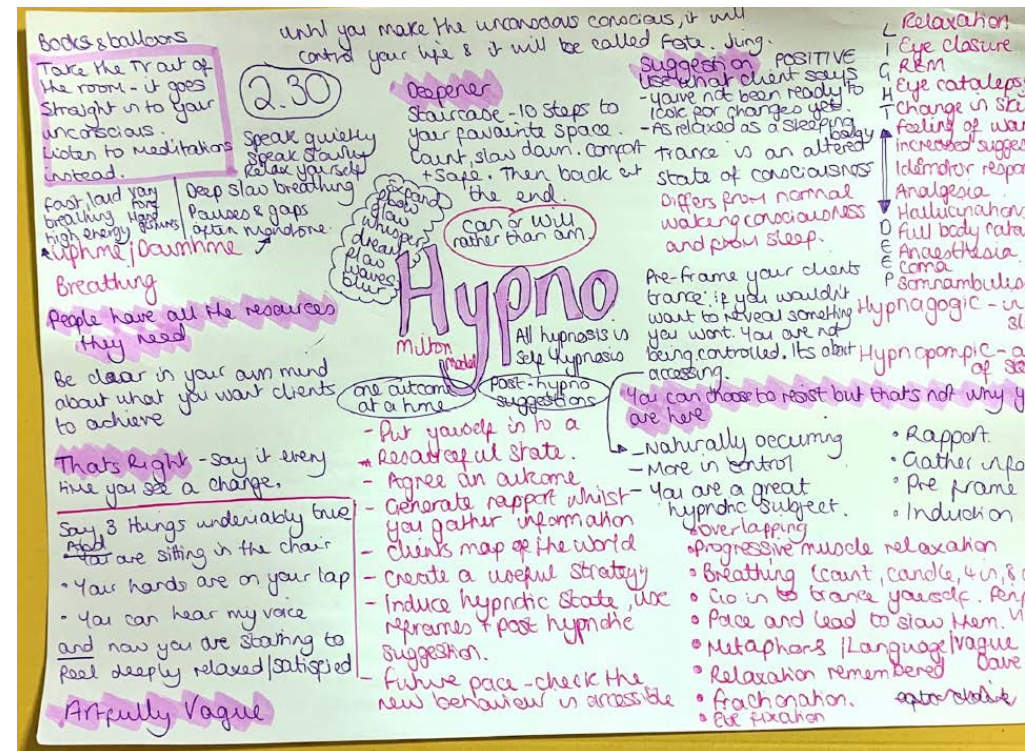 Books & balloons
Take the TV out of
the room - it goes
straight in to your
unconscious.
Listen to meditations
instead.
until you make the unconscious conscious, it will
control your life & it will be called fate. Jung.
2.30
Speak quietly
Speak slowly
Relax yourself
Fast, loud vary
breathing tone Hand
high energy gestures
Deep slow breathing
Pauses & gaps
often monotone.
uptime/Downtime
Breathing
People have all the resources
they need
Be clear in your own mind
about what you want clients
to achieve
Thats Right - say it every
time you see a change.
Say 3 things undeniably true
You are sitting in the chair
• Your hands are on your lap
• You can hear my voice
and now you are starting to
feel deeply relaxed/satisfied
Artfully Vague
Deepener
Staircase - 10 steps to
your favourite space.
Count, slow down. comfort
+ safe. Then back at
the end.
expand
glow
whisper
dream
flow
waves
blur
can or will
rather than am
Hypno
Milton
Model
All hypnosis is
self hypnosis
one outcome
at a time
Post-hypno
suggestions
- Put yourself in to a
Resourceful state.
- Agree an outcome
- Generate rapport whilst
you gather information
- Clients map of the world
- Create a useful strategy
- Induce hypnotic state, use
reframes + post hypnotic
suggestion.
- Future pace - check the
new behaviour is accessible
Suggestion POSITIVE
use what client says
- you've not been ready to
look for changes yet.
- As relaxed as a sleeping
trance is an altered
state of consciousness
Differs from normal
waking consciousness
and from sleep.
Pre-frame your clients
trance: if you wouldn't
want to reveal something
you wont. You are not
being controlled. Its about
accessing.
LIGHT
DEEP
Relaxation
Eye closure
REM
Eye catalepsy
Change in
Feeling of
increased
Ideomotor
Analgesia
Hallucination
Full body
Anaesthesia
Coma
Somnambulis
Hypnagogic -
Hypnopompic -
of
You can choose to resist but that's not why y
are here
- Naturally occurring
- More in control
- You are a great
hypnotic subject.
• Rapport.
• Gather info
• Pre frame
• Induction
• Overlapping
• Progressive muscle relaxation
• Breathing (count, candle, 4 in, 8
• Go in to trance yourself.
• Pace and lead to slow them.
• Metaphors/Language/Vague
• Relaxation remembered
• fractionation.
• Eye fixation